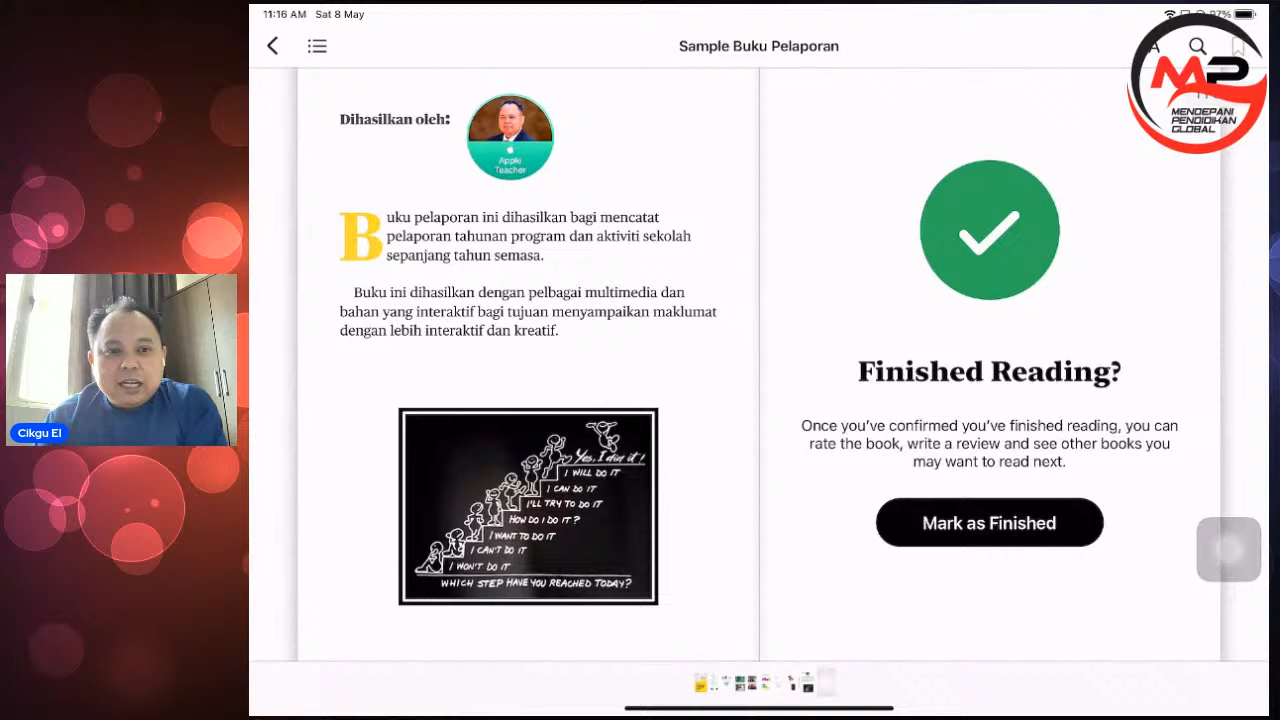 11:16 AM Sat 8 May
97%
Sample Buku Pelaporan
A
MP
MENDEPANI
PENDIDIKAN
GLOBAL
Dihasilkan oleh:
Apple
Teacher
Buku pelaporan ini dihasilkan bagi mencatat
pelaporan tahunan program dan aktiviti sekolah
sepanjang tahun semasa.
Buku ini dihasilkan dengan pelbagai multimedia dan
bahan yang interaktif bagi tujuan menyampaikan maklumat
dengan lebih interaktif dan kreatif.
Yes, I did it!
I WILL DO IT
I CAN DO IT
I'LL TRY TO DO IT
HOW DO I DO IT?
I WANT TO DO IT
I CAN'T DO IT
I WON'T DO IT
WHICH STEP HAVE YOU REACHED TODAY?
Finished Reading?
Once you've confirmed you've finished reading, you can
rate the book, write a review and see other books you
may want to read next.
Mark as Finished
Cikgu El